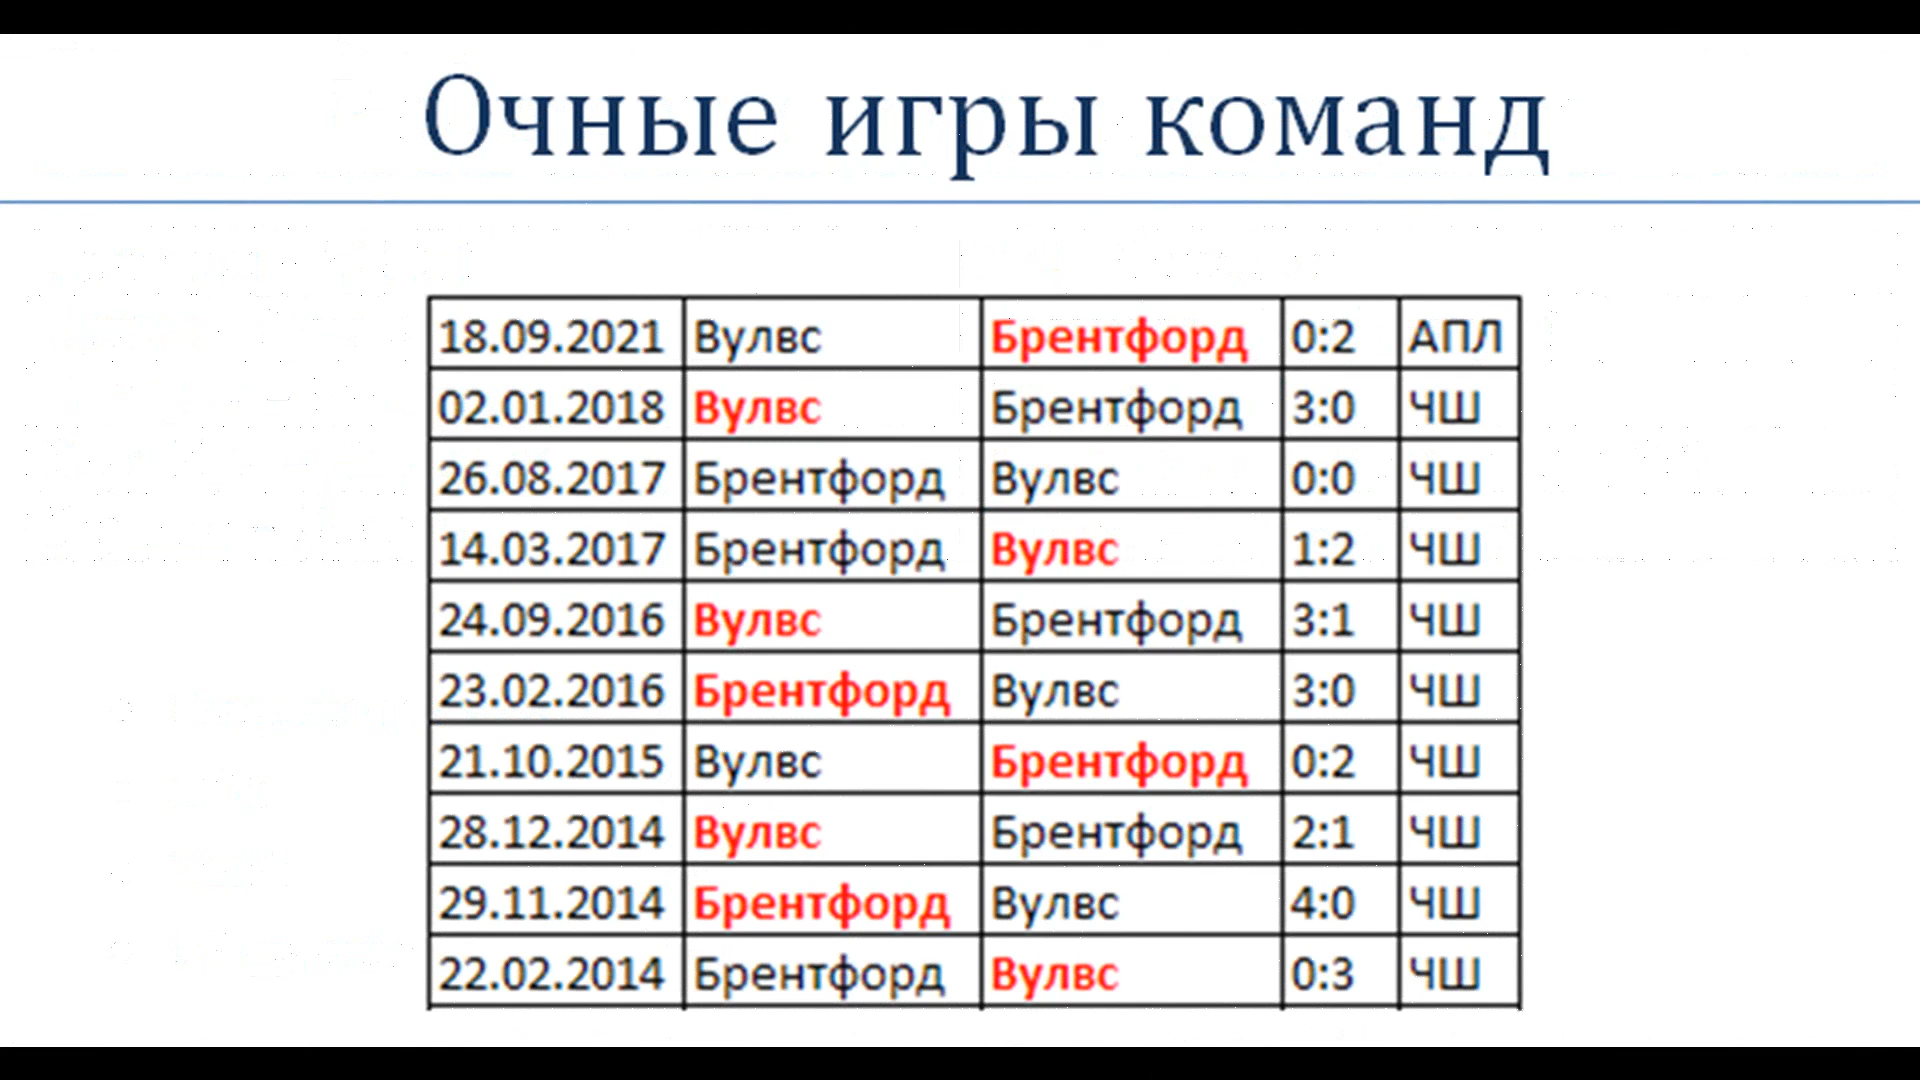 Очные игры команд
18.09.2021 Вулвс Брентфорд 0:2 АПЛ
02.01.2018 Вулвс Брентфорд 3:0 ЧШ
26.08.2017 Брентфорд Вулвс 0:0 ЧШ
14.03.2017 Брентфорд Вулвс 1:2 ЧШ
24.09.2016 Вулвс Брентфорд 3:1 ЧШ
23.02.2016 Брентфорд Вулвс 3:0 ЧШ
21.10.2015 Вулвс Брентфорд 0:2 ЧШ
28.12.2014 Вулвс Брентфорд 2:1 ЧШ
29.11.2014 Брентфорд Вулвс 4:0 ЧШ
22.02.2014 Брентфорд Вулвс 0:3 ЧШ